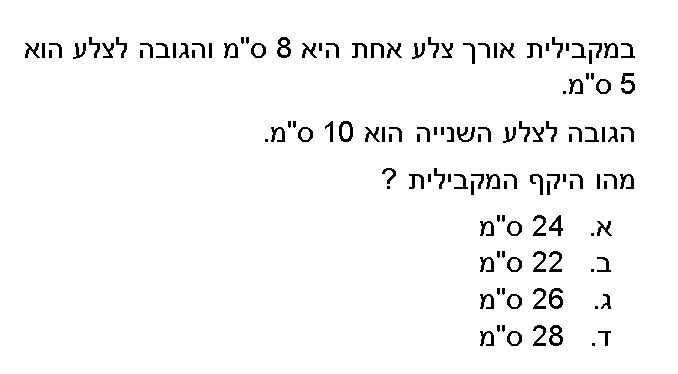 במקבילית אורך צלע אחת היא 8 ס"מ והגובה לצלע הוא
5 ס"מ.
הגובה לצלע השנייה הוא 10 ס"מ.
מהו היקף המקבילית ?
א. 24 ס"מ
ב. 22 ס"מ
ג. 26 ס"מ
ד. 28 ס"מ